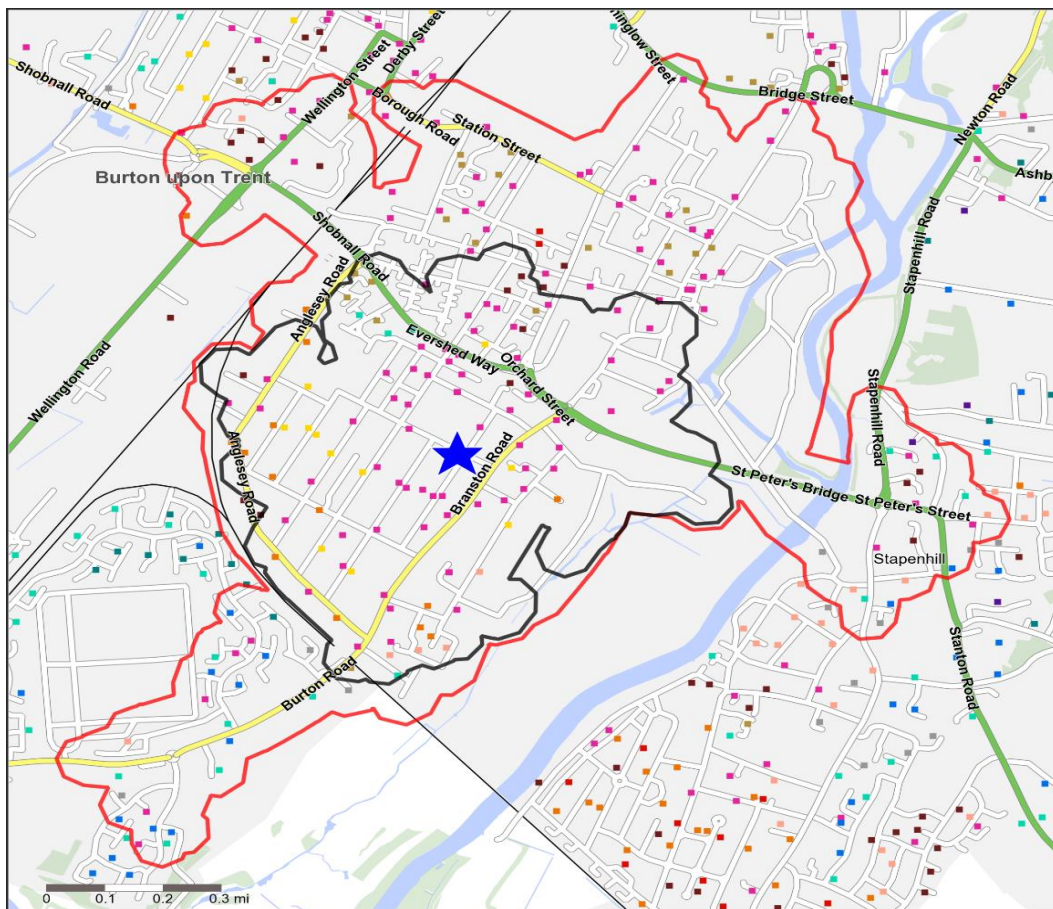 Shobnall Road
Wellington Street
Derby Street
Borough Road
Station Street
Bridge Street
Newton Road
Burton upon Trent
Shobnall Road
Stapenhill Road
Anglesey Road
Evershed Way
Orchard Street
Wellington Road
Anglesey Road
Branston Road
Stapenhill Road
St Peter's Bridge
St Peter's Street
Stapenhill
Burton Road
Stanton Road
0 0.1 0.2 0.3 mi